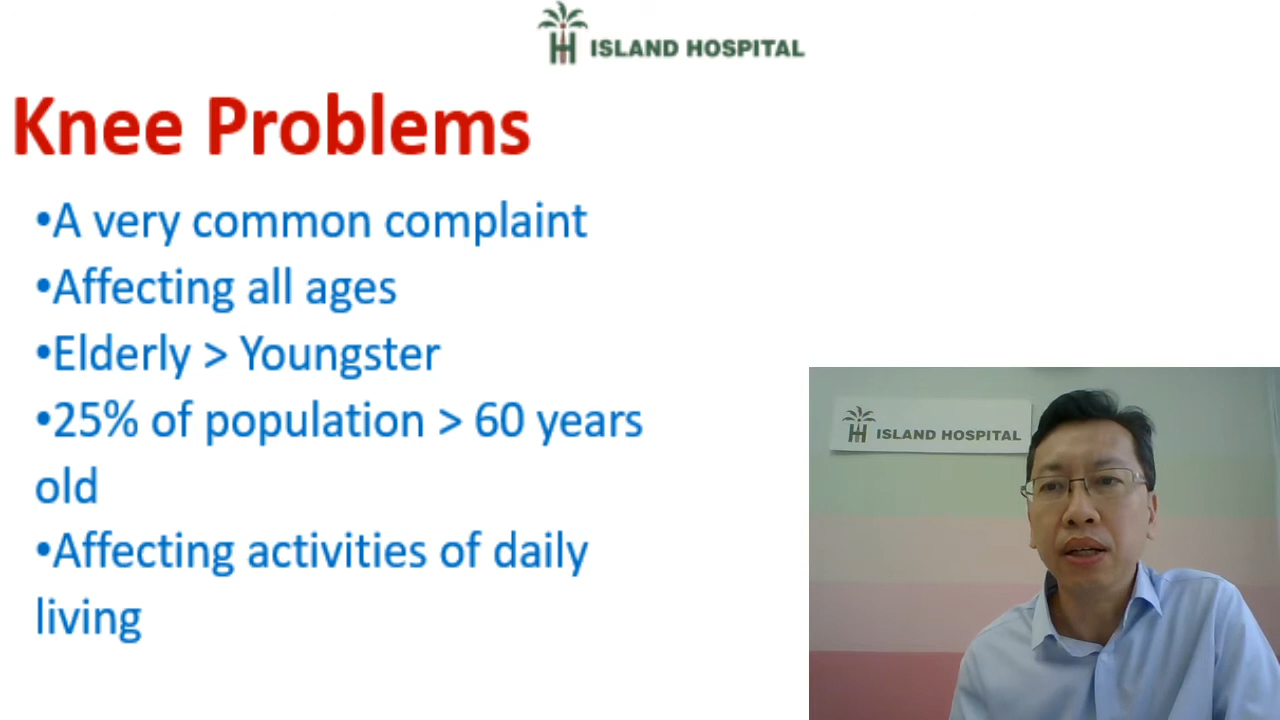 ISLAND HOSPITAL
Knee Problems
•A very common complaint
•Affecting all ages
•Elderly > Youngster
•25% of population > 60 years
old
•Affecting activities of daily
living
ISLAND HOSPITAL